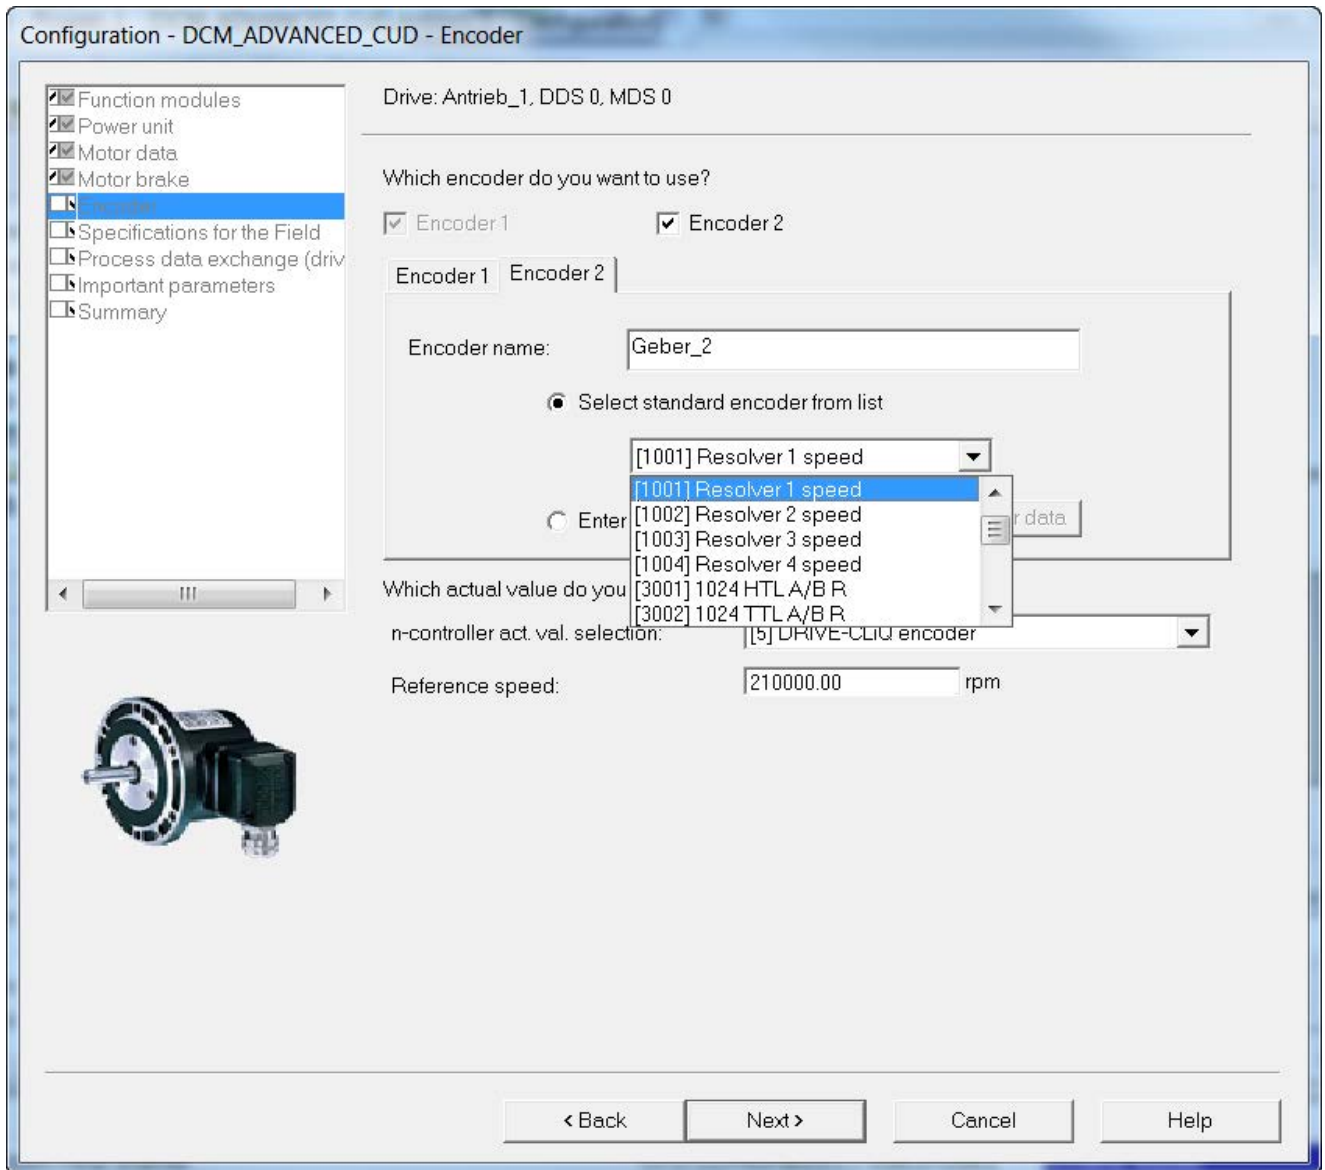 Configuration - DCM_ADVANCED_CUD - Encoder
Function modules
Power unit
Motor data
Motor brake
Encoder
Specifications for the Field
Process data exchange (driv
Important parameters
Summary
Drive: Antrieb_1, DDS 0, MDS 0
Which encoder do you want to use?
Encoder 1
Encoder 2
Encoder 1
Encoder 2
Encoder name:
Geber_2
Select standard encoder from list
[1001] Resolver 1 speed
[1001] Resolver 1 speed
[1002] Resolver 2 speed
Enter
r data
[1003] Resolver 3 speed
[1004] Resolver 4 speed
[3001] 1024 HTL A/B R
[3002] 1024 TTL A/B R
Which actual value do you
n-controller act. val. selection:
[5] DRIVE-CLiQ encoder
Reference speed:
210000.00
rpm
< Back
Next >
Cancel
Help